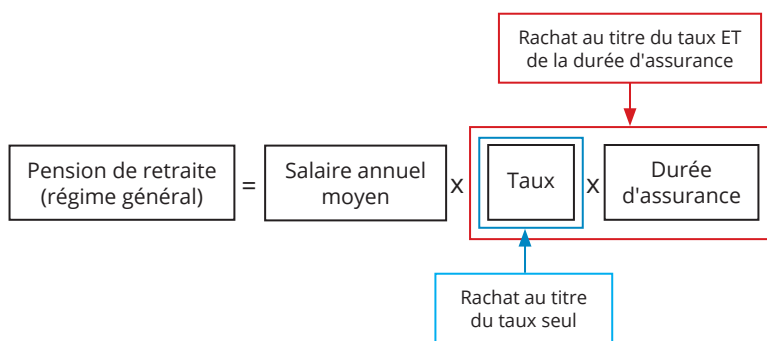 Rachat au titre du taux ET
de la durée d'assurance
Pension de retraite
(régime général)
=
Salaire annuel
moyen
x
Taux
x
Durée
d'assurance
Rachat au titre
du taux seul